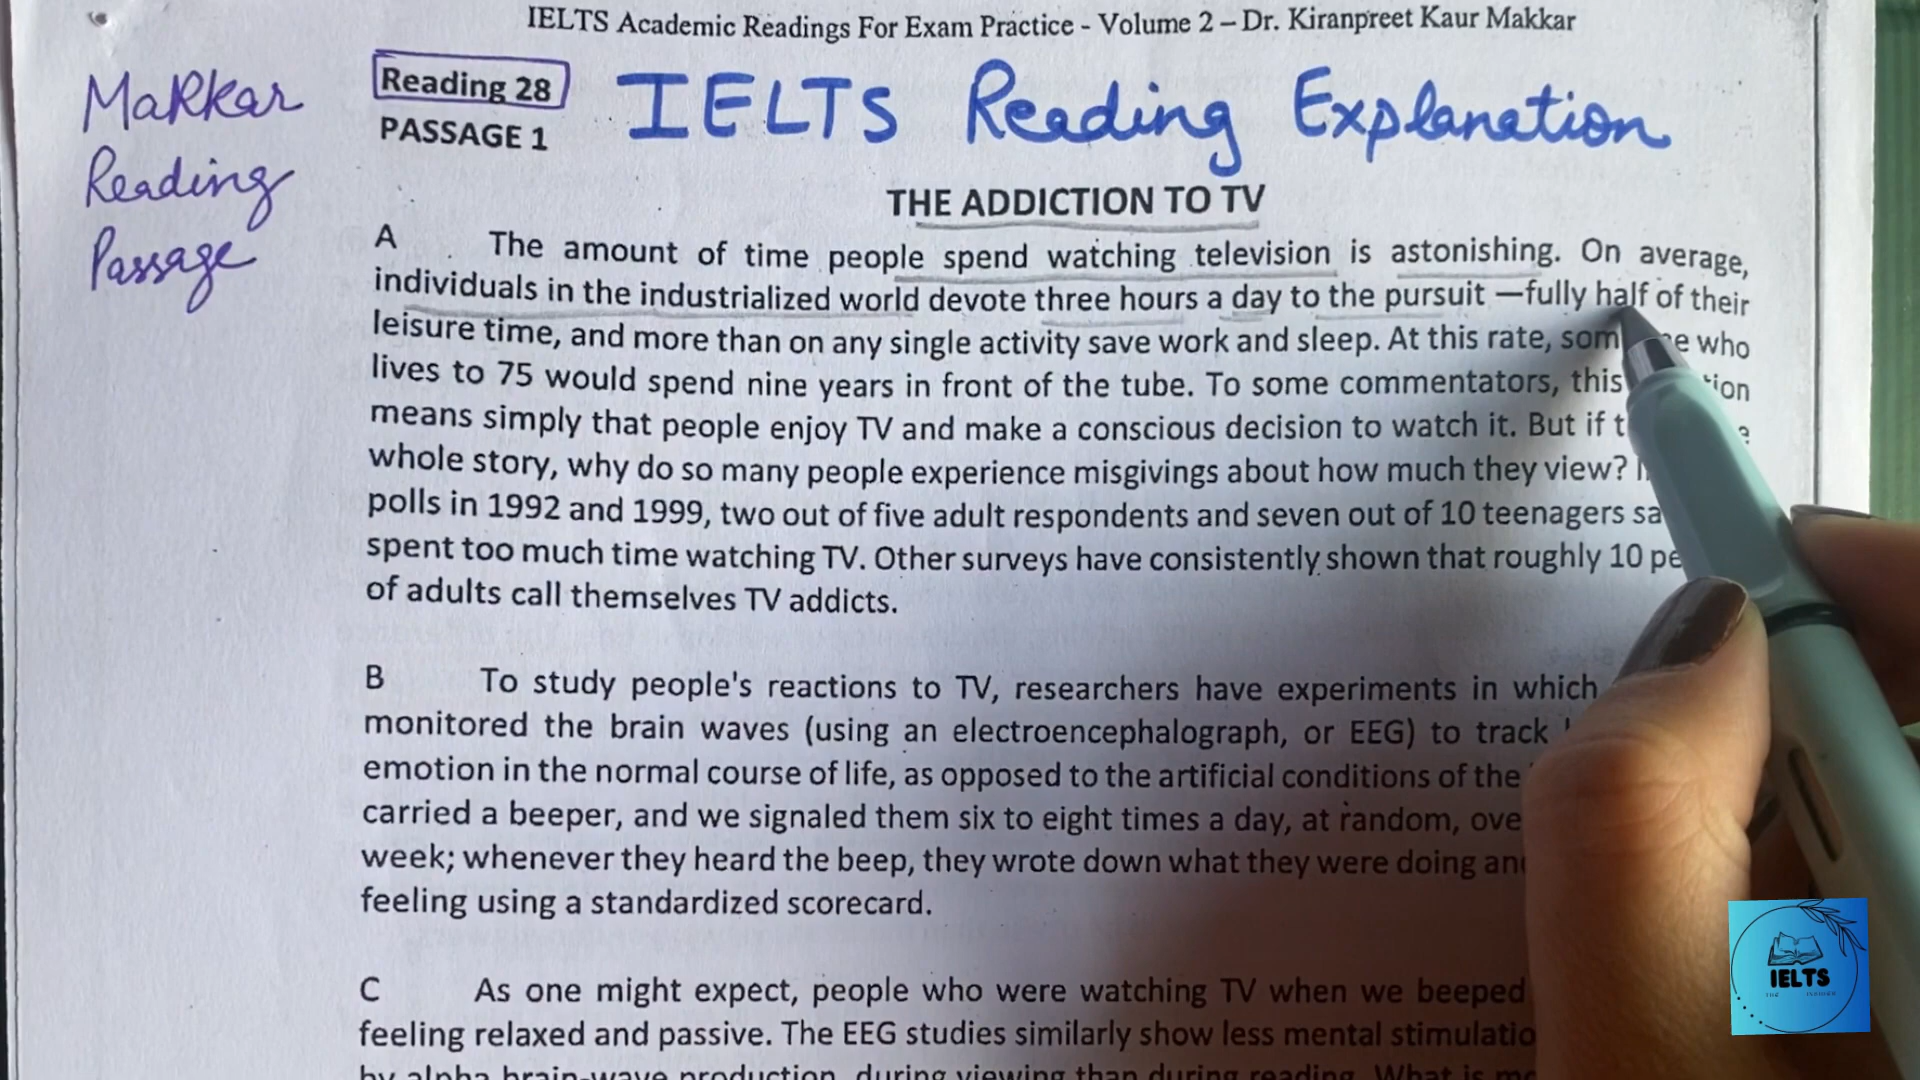 IELTS Academic Readings For Exam Practice - Volume 2 – Dr. Kiranpreet Kaur Makkar
Makkar
Reading
Passage
Reading 28
IELTS Reading Explanation
PASSAGE 1
THE ADDICTION TO TV
A The amount of time people spend watching television is astonishing. On average,
individuals in the industrialized world devote three hours a day to the pursuit —fully half of their
leisure time, and more than on any single activity save work and sleep. At this rate, who
lives to 75 would spend nine years in front of the tube. To some commentators, this
means simply that people enjoy TV and make a conscious decision to watch it. But if
whole story, why do so many people experience misgivings about how much they view?
polls in 1992 and 1999, two out of five adult respondents and seven out of 10 teenagers
spent too much time watching TV. Other surveys have consistently shown that roughly 10
of adults call themselves TV addicts.
B To study people's reactions to TV, researchers have experiments in which
monitored the brain waves (using an electroencephalograph, or EEG) to track
emotion in the normal course of life, as opposed to the artificial conditions of the
carried a beeper, and we signaled them six to eight times a day, at random,
week; whenever they heard the beep, they wrote down what they were doing
feeling using a standardized scorecard.
C As one might expect, people who were watching TV when we beeped
feeling relaxed and passive. The EEG studies similarly show less mental
by alpha brain-wave production, during viewing than during reading. What is
IELTS